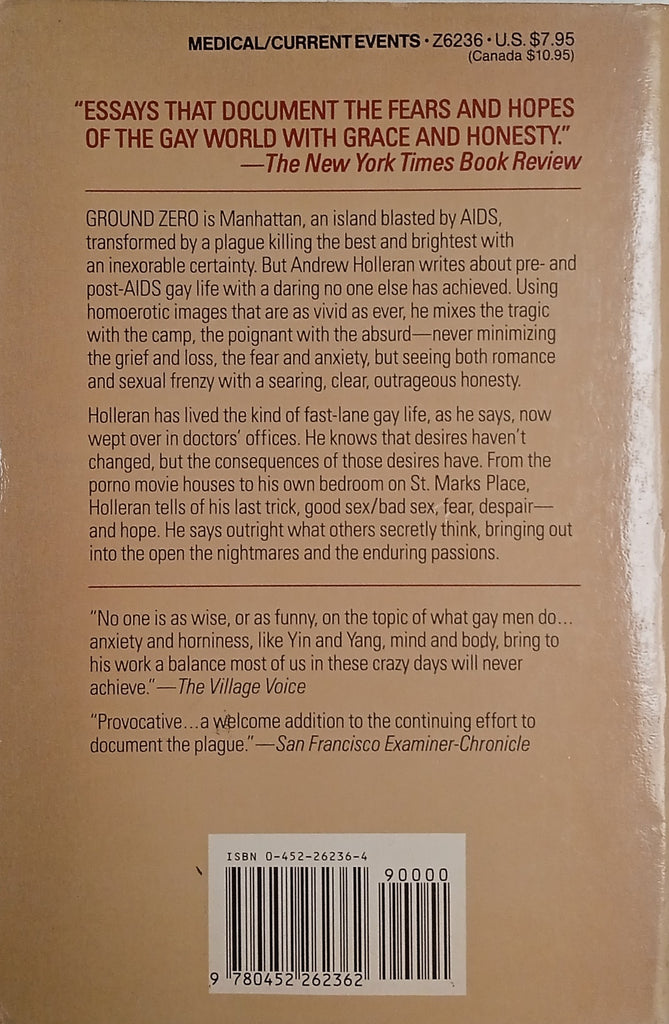 MEDICAL/CURRENT EVENTS · Z6236 · U.S. $7.95
(Canada $10.95)
"ESSAYS THAT DOCUMENT THE FEARS AND HOPES
OF THE GAY WORLD WITH GRACE AND HONESTY."
—The New York Times Book Review
GROUND ZERO is Manhattan, an island blasted by AIDS,
transformed by a plague killing the best and brightest with
an inexorable certainty. But Andrew Holleran writes about pre- and
post-AIDS gay life with a daring no one else has achieved. Using
homoerotic images that are as vivid as ever, he mixes the tragic
with the camp, the poignant with the absurd—never minimizing
the grief and loss, the fear and anxiety, but seeing both romance
and sexual frenzy with a searing, clear, outrageous honesty.
Holleran has lived the kind of fast-lane gay life, as he says, now
wept over in doctors' offices. He knows that desires haven't
changed, but the consequences of those desires have. From the
porno movie houses to his own bedroom on St. Marks Place,
Holleran tells of his last trick, good sex/bad sex, fear, despair—
and hope. He says outright what others secretly think, bringing out
into the open the nightmares and the enduring passions.
"No one is as wise, or as funny, on the topic of what gay men do...
anxiety and horniness, like Yin and Yang, mind and body, bring to
his work a balance most of us in these crazy days will never
achieve."—The Village Voice
"Provocative...a welcome addition to the continuing effort to
document the plague."—San Francisco Examiner-Chronicle
ISBN 0-452-26236-4
90000
9 780452 262362